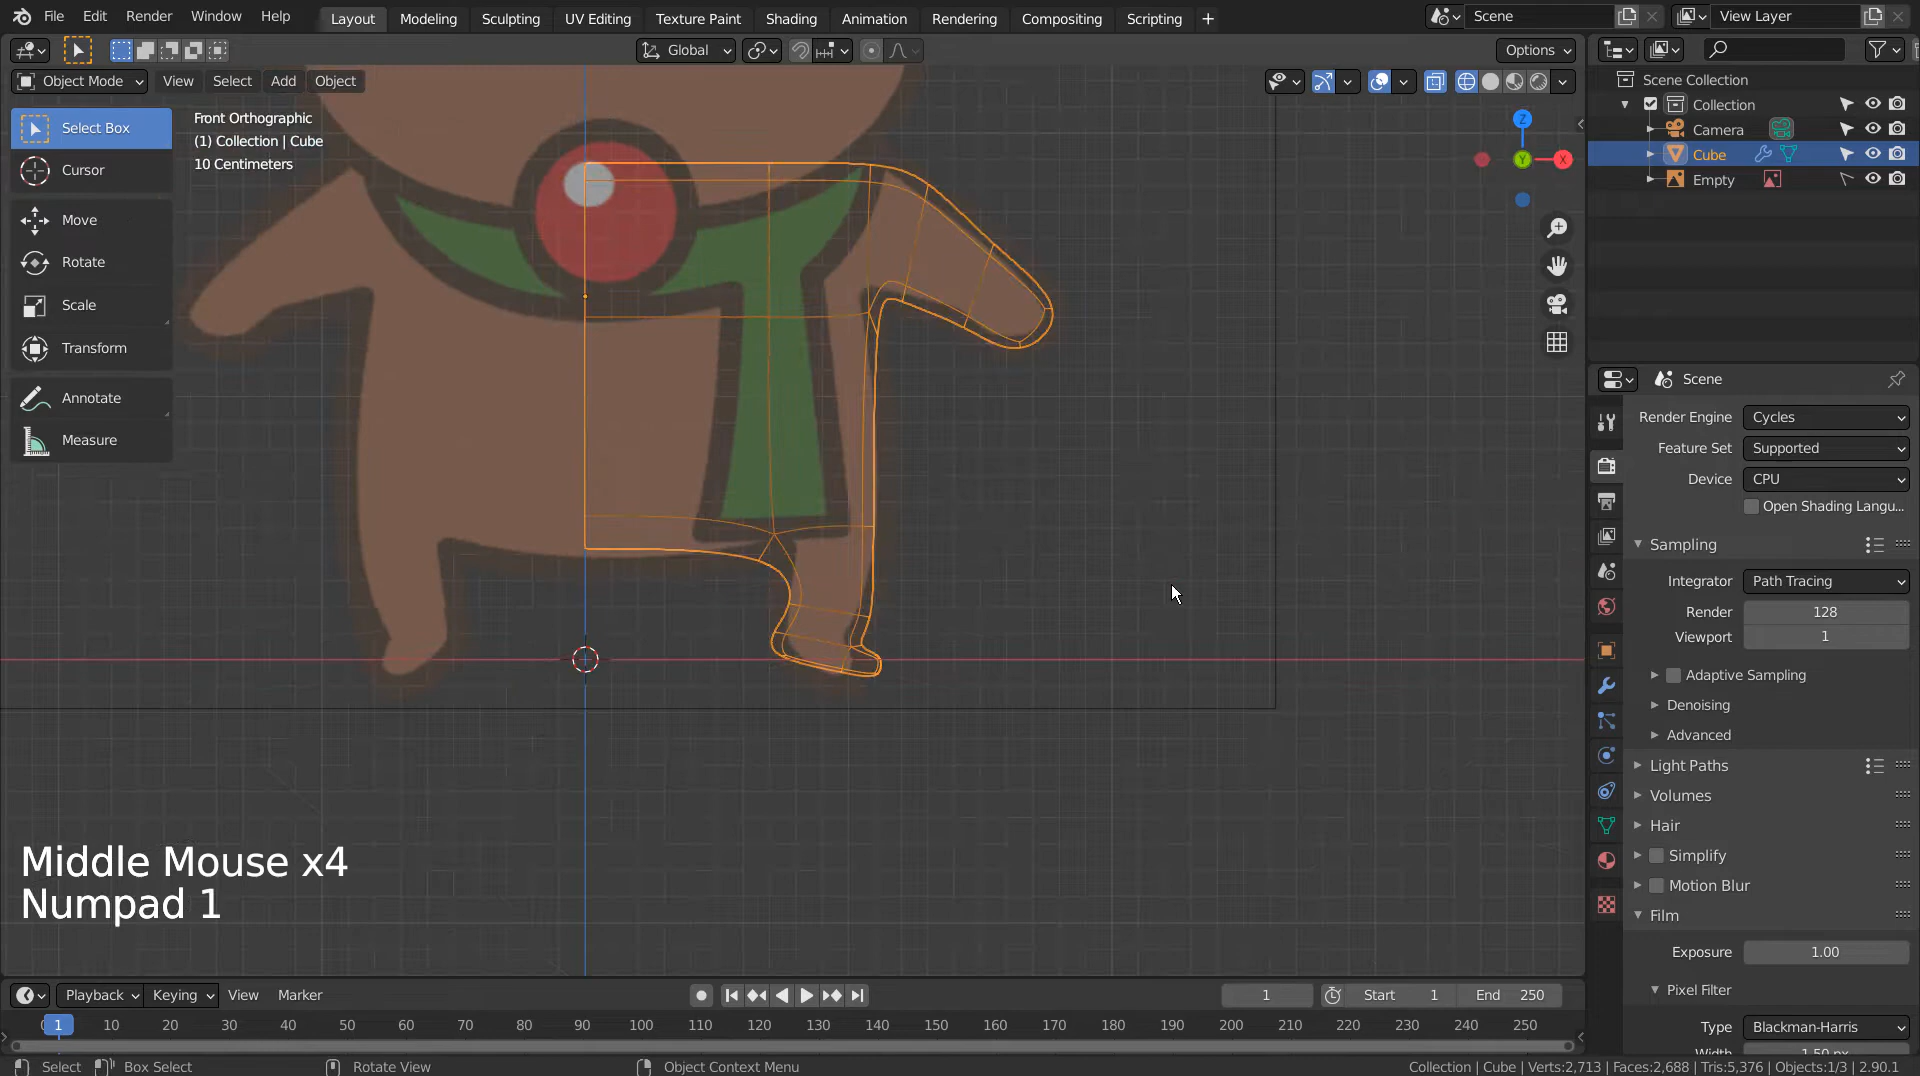 File Edit Render Window Help Layout Modeling Sculpting UV Editing Texture Paint Shading Animation Rendering Compositing Scripting + Scene View Layer
Global Options
Object Mode View Select Add Object
Scene Collection
Collection
Camera
Cube
Empty
Select Box
Cursor
Move
Rotate
Scale
Transform
Annotate
Measure
Front Orthographic
(1) Collection | Cube
10 Centimeters
Z
Y
X
Scene
Render Engine Cycles
Feature Set Supported
Device CPU
Open Shading Langu...
Sampling
Integrator Path Tracing
Render 128
Viewport 1
Adaptive Sampling
Denoising
Advanced
Light Paths
Volumes
Hair
Simplify
Motion Blur
Film
Exposure 1.00
Pixel Filter
Type Blackman-Harris
Width 1.50 px
Middle Mouse x4
Numpad 1
Playback Keying View Marker 1 Start 1 End 250
1 10 20 30 40 50 60 70 80 90 100 110 120 130 140 150 160 170 180 190 200 210 220 230 240 250
Select Box Select Rotate View Object Context Menu Collection | Cube | Verts:2,713 | Faces:2,688 | Tris:5,376 | Objects:1/3 | 2.90.1